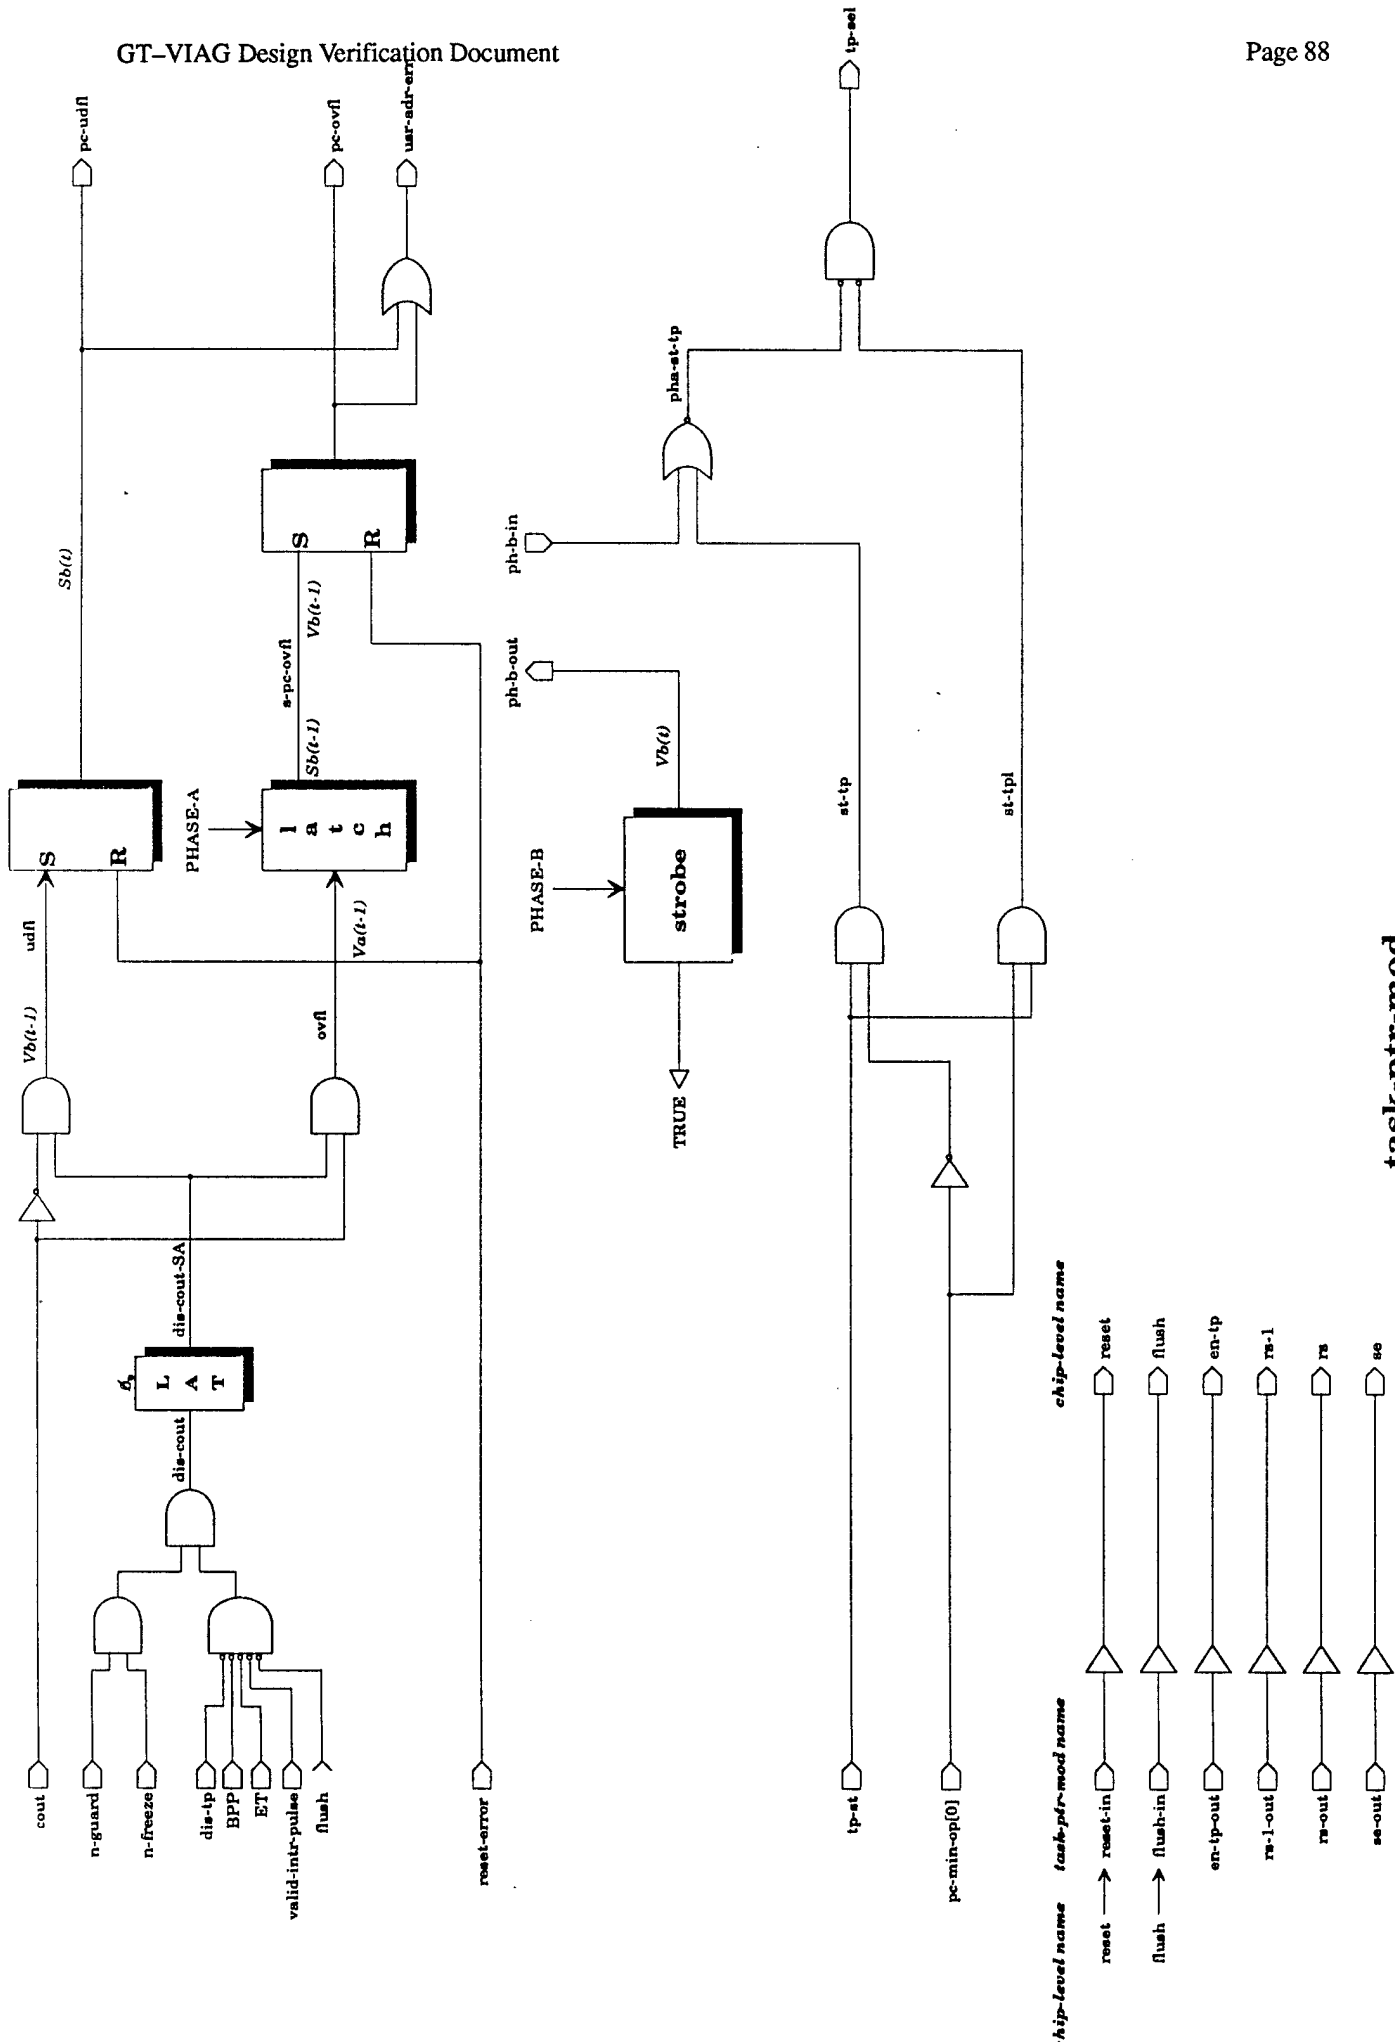 GT–VIAG Design Verification Document
Page 88
pc-udfl
pc-ovfl
usr-adr-err
tp-sel
Sb(t)
S
R
udfl
Vb(t-1)
PHASE-A
latch
Sb(t-1)
s-pc-ovfl
Vb(t-1)
S
R
Va(t-1)
ovfl
dis-cout-SA
LAT
dis-cout
cout
n-guard
n-freeze
dis-tp
BPP
ET
valid-intr-pulse
flush
reset-error
ph-b-in
ph-b-out
pha-st-tp
PHASE-B
strobe
Vb(t)
TRUE
st-tp
st-tpl
tp-st
pc-min-op[0]
hip-level name
task-ptr-mod name
chip-level name
reset
reset-in
reset
flush
flush-in
flush
en-tp-out
en-tp
rs-1-out
rs-1
rs-out
rs
se-out
se
task-ptr-mod